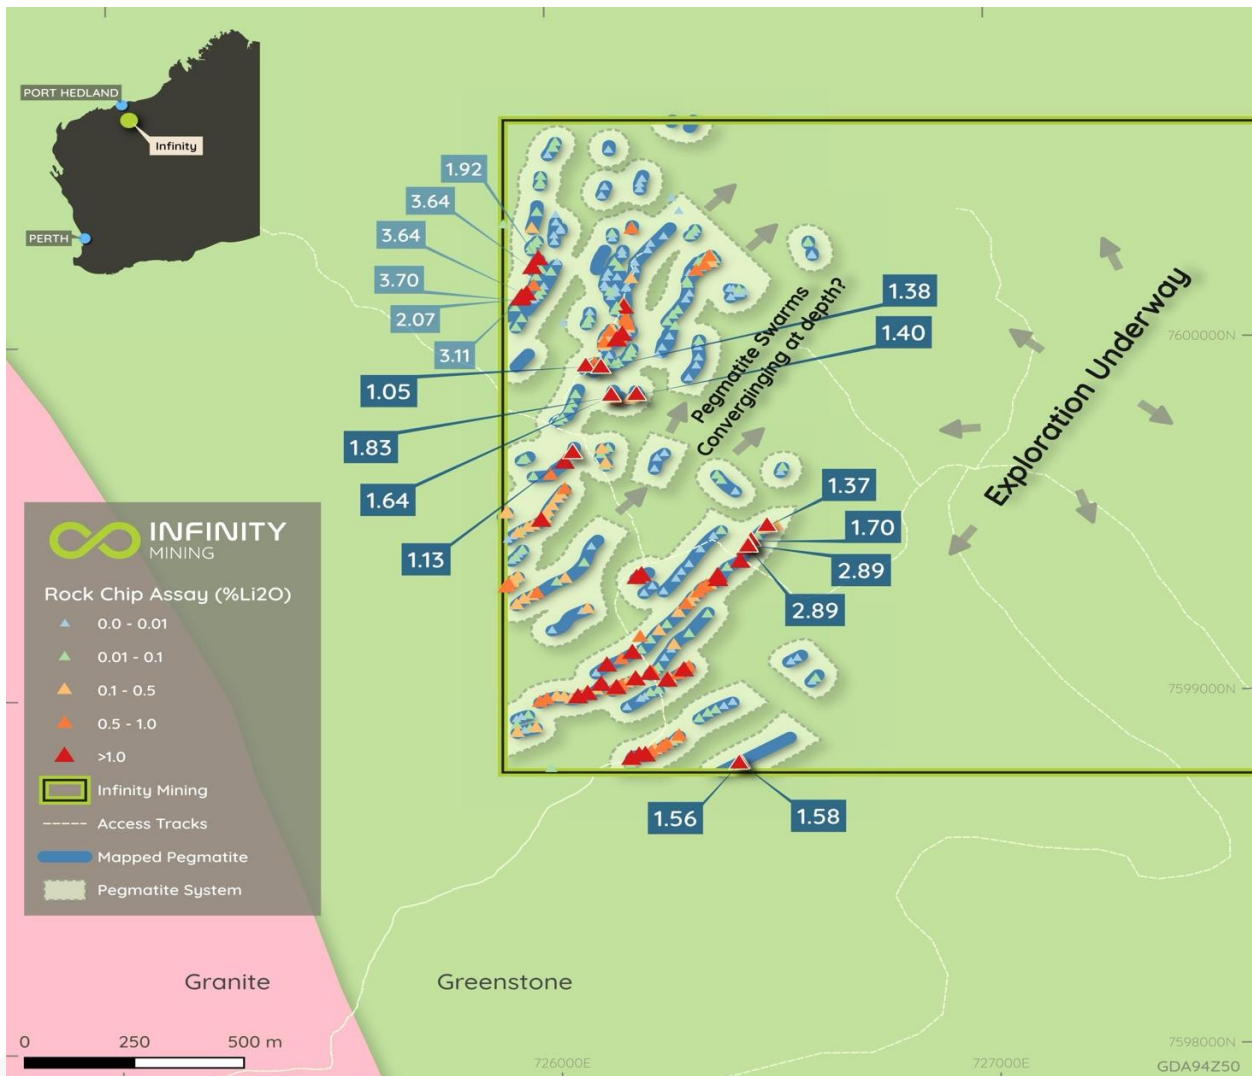 PORT HEDLAND
Infinity
PERTH
1.92
3.64
3.64
3.70
2.07
3.11
1.38
1.40
1.05
1.83
1.64
1.13
Pegmatite Swarms
Converginging at depth?
Exploration Underway
1.37
1.70
2.89
2.89
1.56
1.58
7600000N
7599000N
7598000N
INFINITY
MINING
Rock Chip Assay (%Li2O)
0.0 - 0.01
0.01 - 0.1
0.1 - 0.5
0.5 - 1.0
>1.0
Infinity Mining
Access Tracks
Mapped Pegmatite
Pegmatite System
Granite
Greenstone
0 250 500 m
726000E
727000E
GDA94Z50